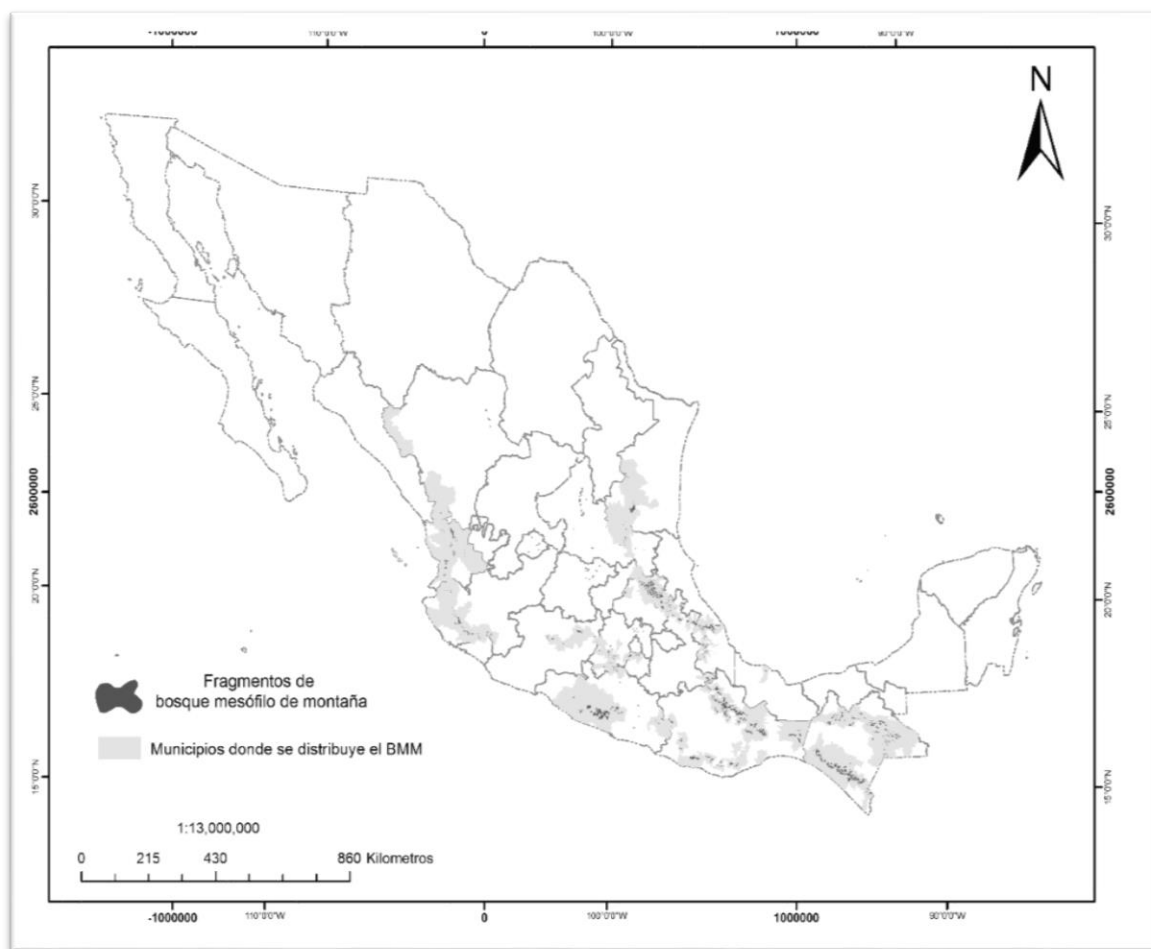 -1000000 0 1000000
110°0'0"W 100°0'0"W 90°0'0"W
N
30°0'0"N 30°0'0"N
25°0'0"N 25°0'0"N
2600000 2600000
20°0'0"N 20°0'0"N
Fragmentos de
bosque mesófilo de montaña
Municipios donde se distribuye el BMM
15°0'0"N 15°0'0"N
1:13,000,000
0 215 430 860 Kilometros
-1000000 110°0'0"W 0 100°0'0"W 1000000 90°0'0"W